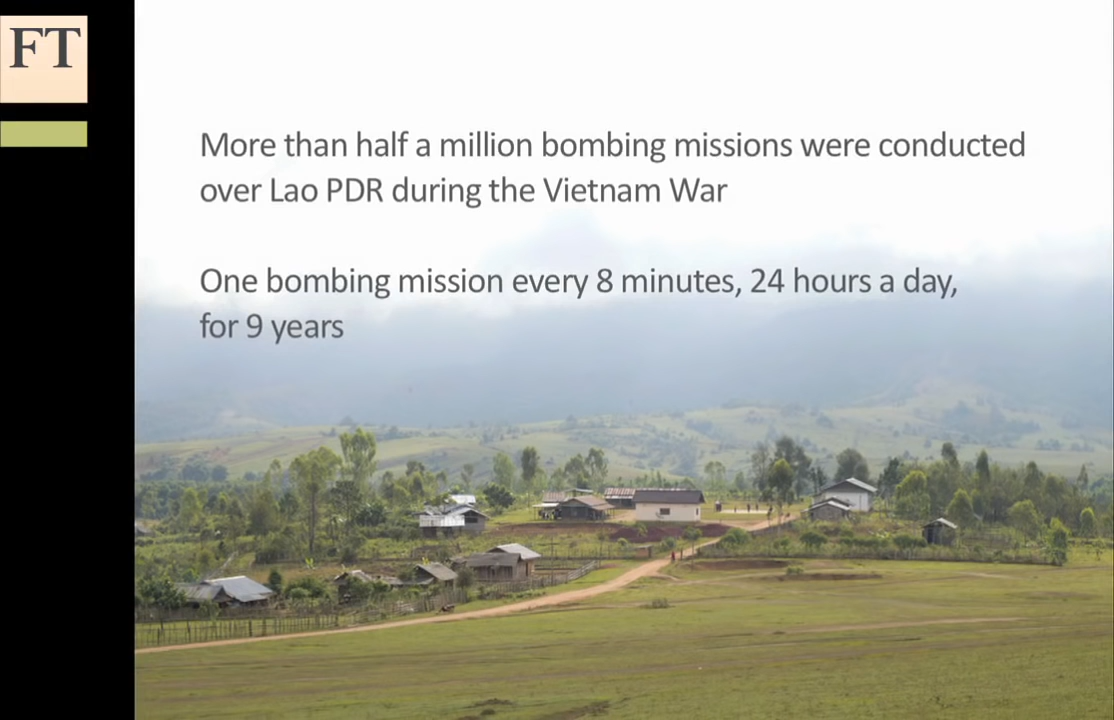 FT
More than half a million bombing missions were conducted
over Lao PDR during the Vietnam War
One bombing mission every 8 minutes, 24 hours a day,
for 9 years